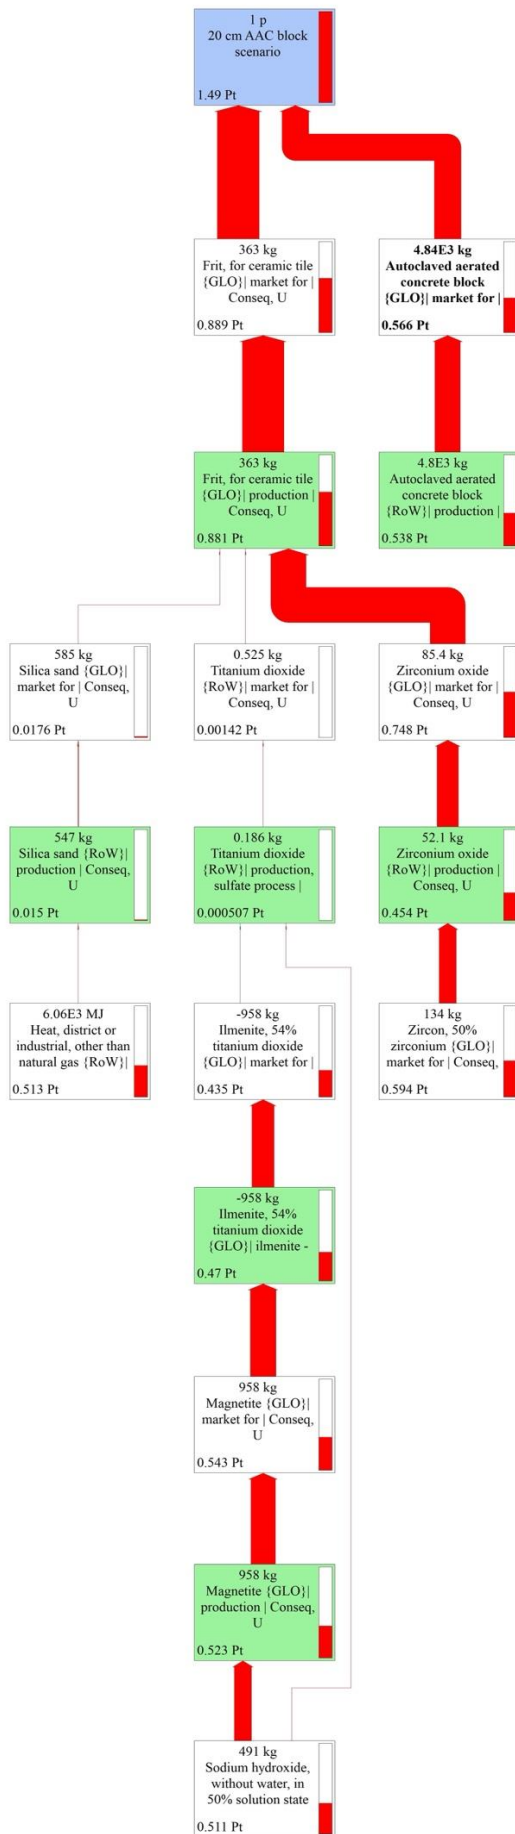 1 p
20 cm AAC block
scenario
1.49 Pt
363 kg
Frit, for ceramic tile
{GLO}| market for |
Conseq, U
0.889 Pt
4.84E3 kg
Autoclaved aerated
concrete block
{GLO}| market for |
0.566 Pt
363 kg
Frit, for ceramic tile
{GLO}| production |
Conseq, U
0.881 Pt
4.8E3 kg
Autoclaved aerated
concrete block
{RoW}| production |
0.538 Pt
585 kg
Silica sand {GLO}|
market for | Conseq,
U
0.0176 Pt
0.525 kg
Titanium dioxide
{RoW}| market for |
Conseq, U
0.00142 Pt
85.4 kg
Zirconium oxide
{GLO}| market for |
Conseq, U
0.748 Pt
547 kg
Silica sand {RoW}|
production | Conseq,
U
0.015 Pt
0.186 kg
Titanium dioxide
{RoW}| production,
sulfate process |
0.000507 Pt
52.1 kg
Zirconium oxide
{RoW}| production |
Conseq, U
0.454 Pt
6.06E3 MJ
Heat, district or
industrial, other than
natural gas {RoW}|
0.513 Pt
-958 kg
Ilmenite, 54%
titanium dioxide
{GLO}| market for |
0.435 Pt
134 kg
Zircon, 50%
zirconium {GLO}|
market for | Conseq,
0.594 Pt
-958 kg
Ilmenite, 54%
titanium dioxide
{GLO}| ilmenite -
0.47 Pt
958 kg
Magnetite {GLO}|
market for | Conseq,
U
0.543 Pt
958 kg
Magnetite {GLO}|
production | Conseq,
U
0.523 Pt
491 kg
Sodium hydroxide,
without water, in
50% solution state
0.511 Pt